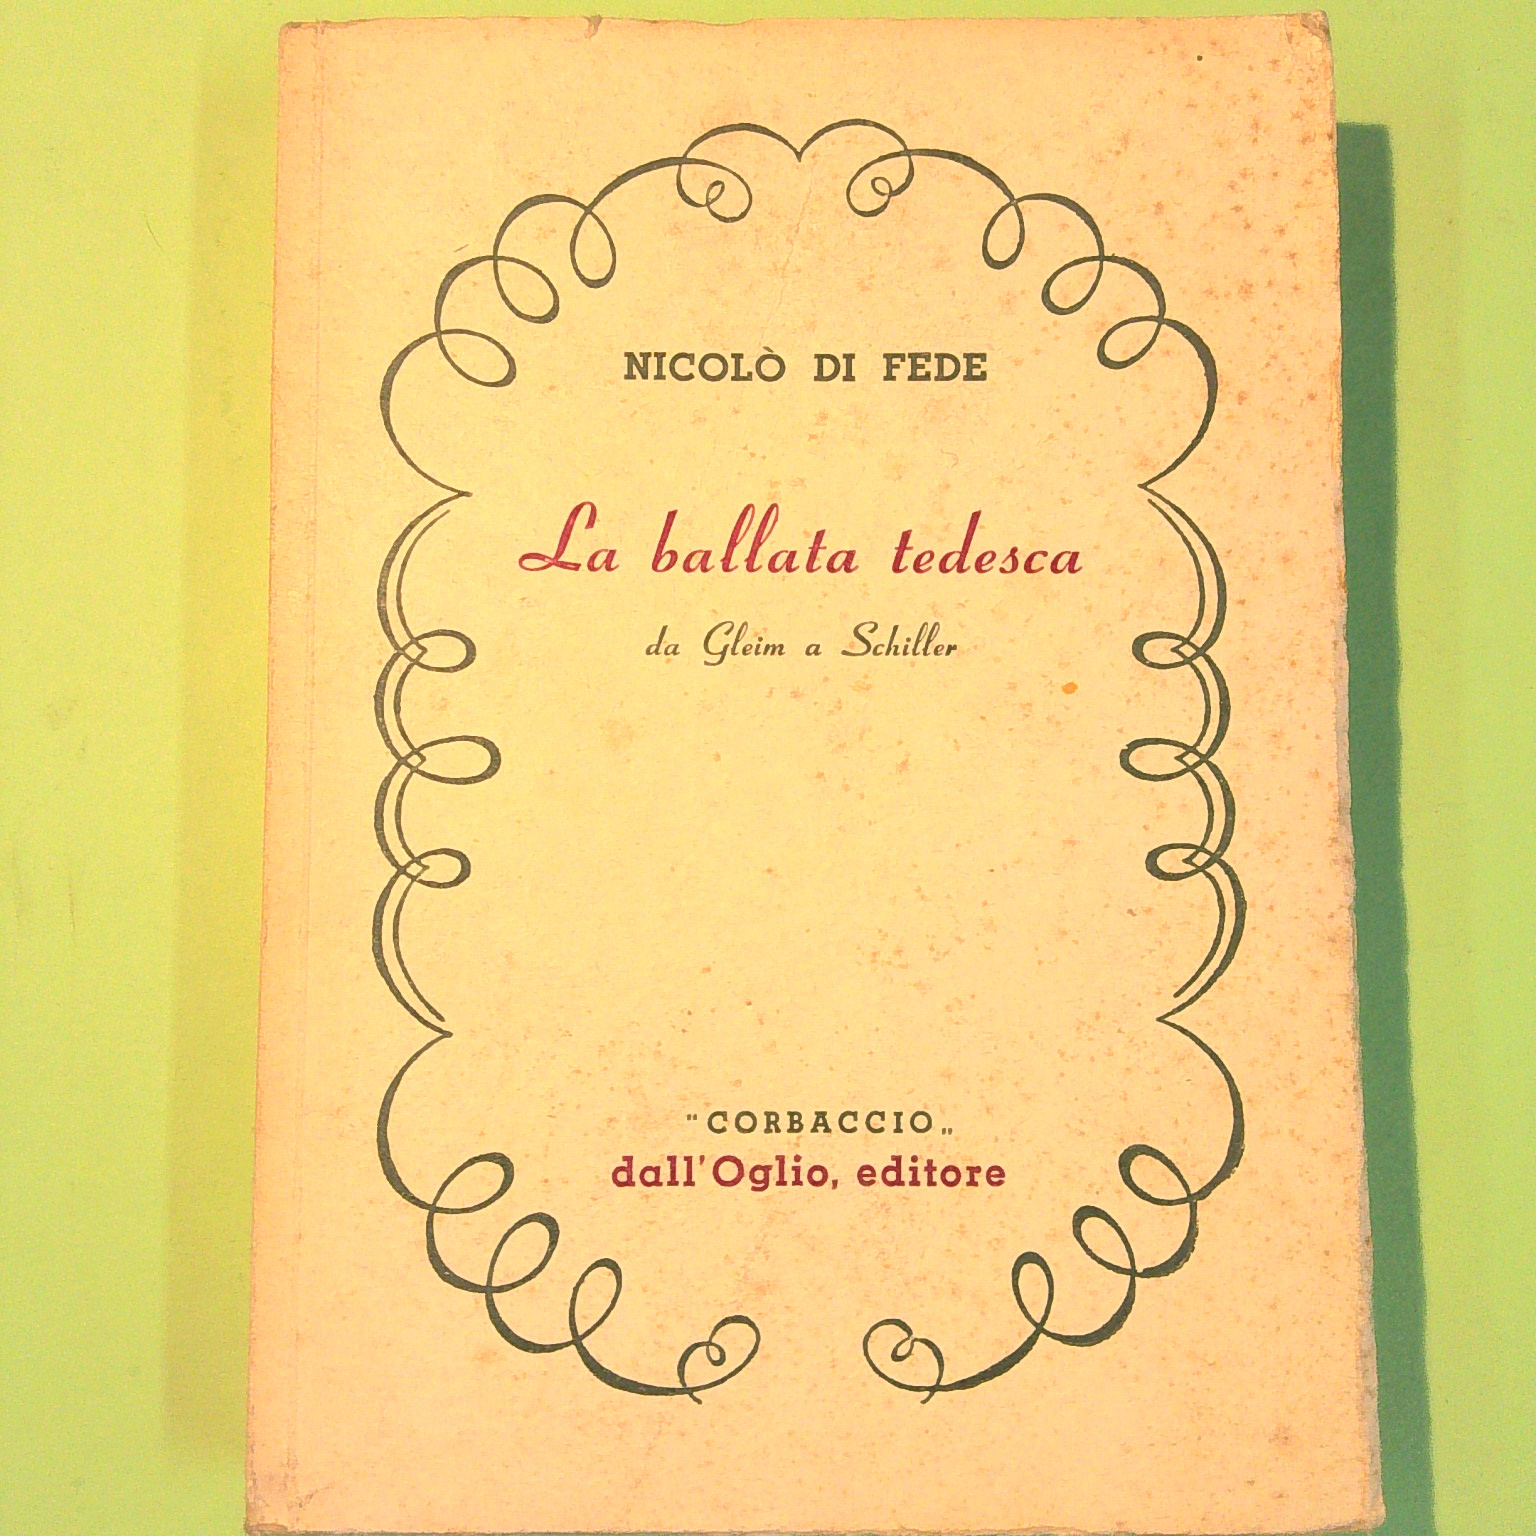 NICOLÒ DI FEDE
La ballata tedesca
da Gleim a Schiller
"CORBACCIO„
dall'Oglio, editore